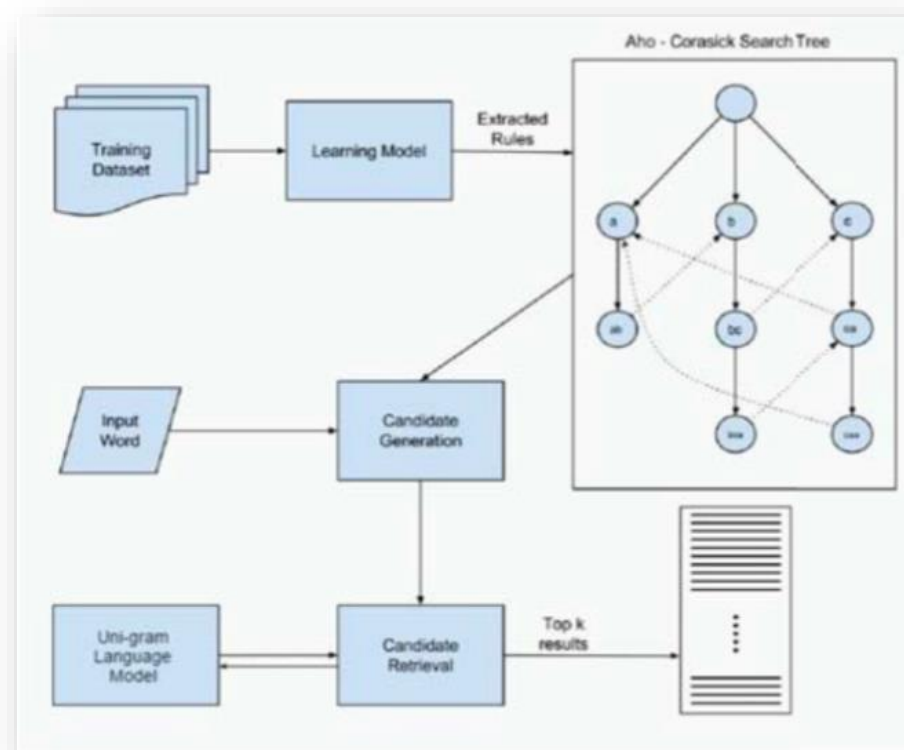 Aho - Corasick Search Tree
Training
Dataset
Learning Model
Extracted
Rules
a
b
c
ab
bc
ca
Input
Word
Candidate
Generation
Uni-gram
Language
Model
Candidate
Retrieval
Top k
results